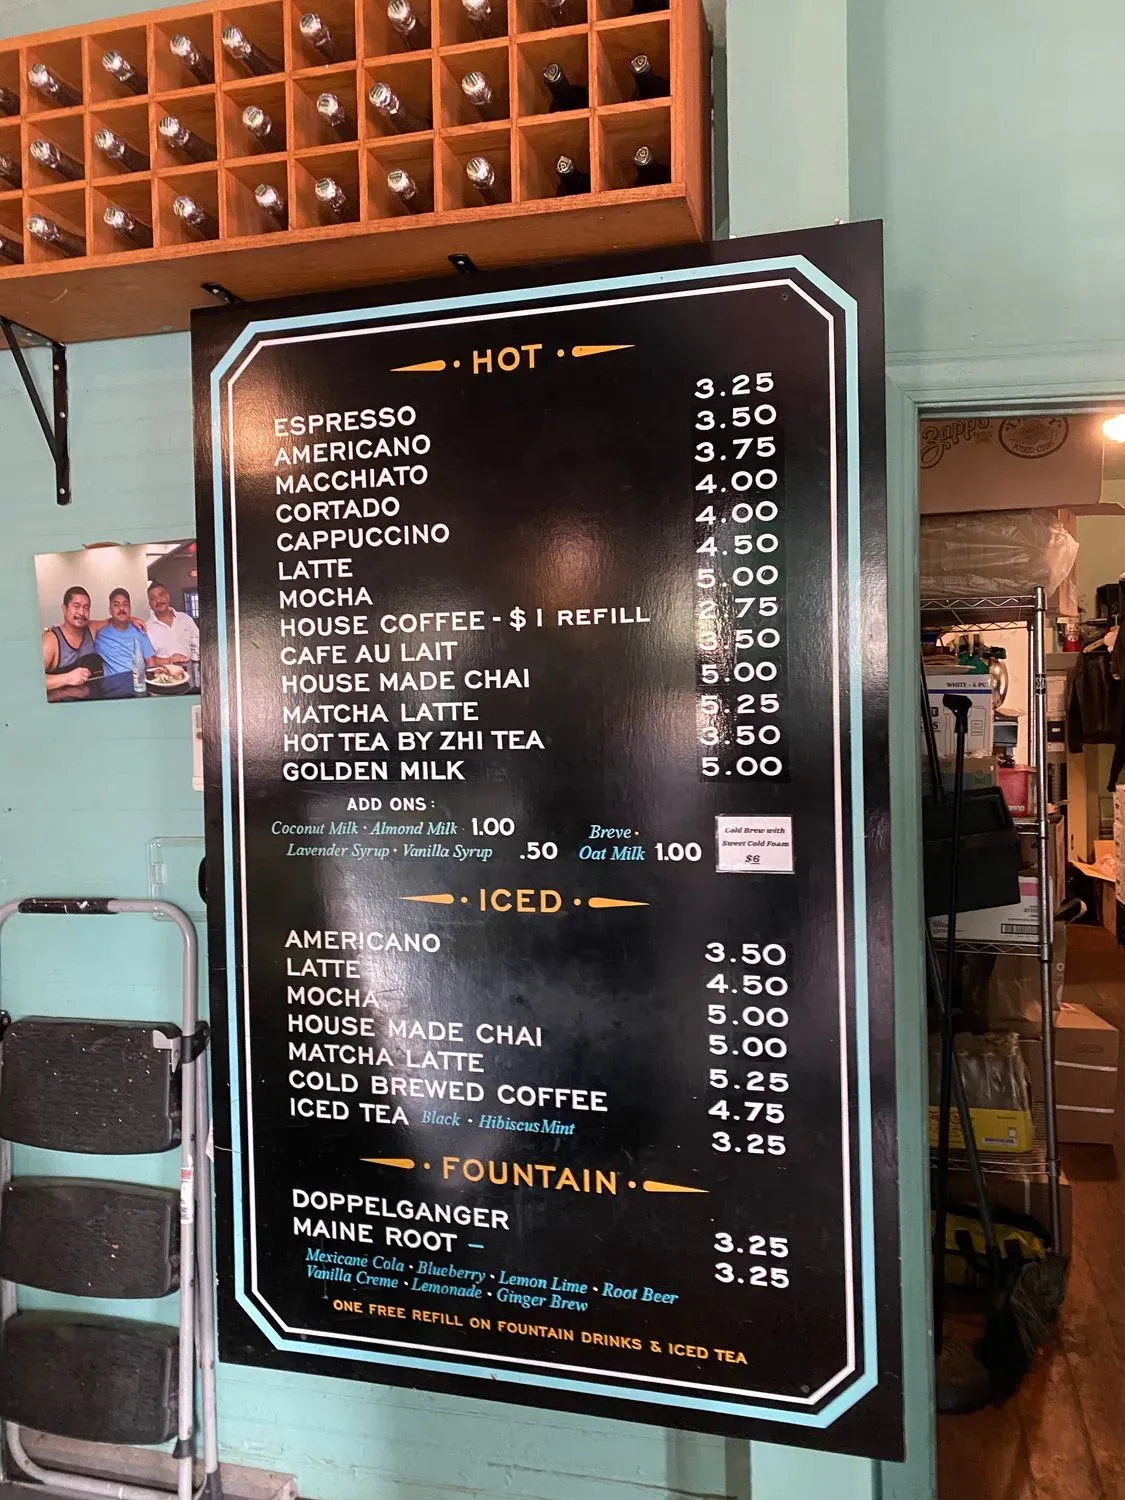 HOT
ESPRESSO 3.25
AMERICANO 3.50
MACCHIATO 3.75
CORTADO 4.00
CAPPUCCINO 4.00
LATTE 4.50
MOCHA 5.00
HOUSE COFFEE - $1 REFILL 2.75
CAFE AU LAIT 3.50
HOUSE MADE CHAI 5.00
MATCHA LATTE 5.25
HOT TEA BY ZHI TEA 3.50
GOLDEN MILK 5.00
ADD ONS:
Coconut Milk • Almond Milk 1.00
Lavender Syrup • Vanilla Syrup .50
Breve •
Oat Milk 1.00
Cold Brew with
Sweet Cold Foam
$6
ICED
AMERICANO 3.50
LATTE 4.50
MOCHA 5.00
HOUSE MADE CHAI 5.00
MATCHA LATTE 5.25
COLD BREWED COFFEE 4.75
ICED TEA Black • Hibiscus Mint 3.25
FOUNTAIN
DOPPELGANGER 3.25
MAINE ROOT – 3.25
Mexicane Cola • Blueberry • Lemon Lime • Root Beer
Vanilla Creme • Lemonade • Ginger Brew
ONE FREE REFILL ON FOUNTAIN DRINKS & ICED TEA
Zapp's